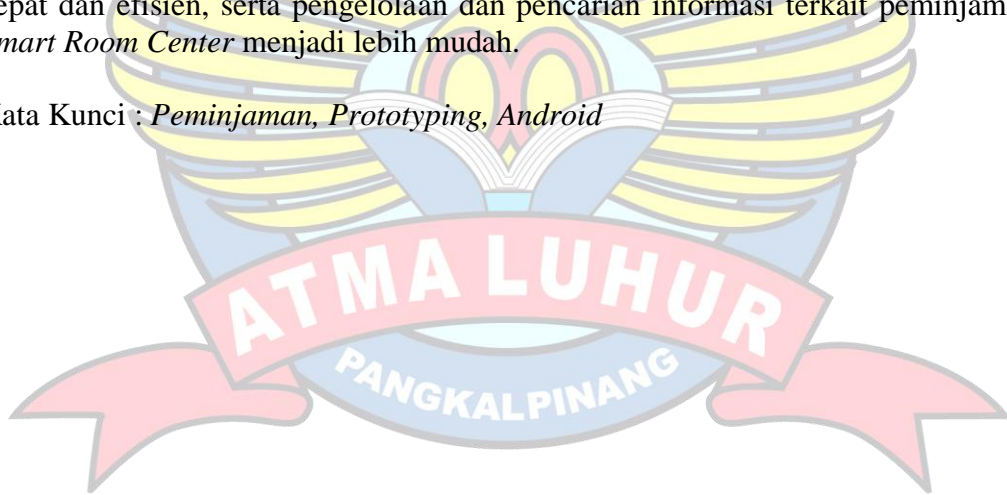 epat dan efisien, serta pengelolaan dan pencarian informasi terkait peminjam
mart Room Center menjadi lebih mudah.
ata Kunci : Peminjaman, Prototyping, Android
ATMA LUHUR
PANGKALPINANG